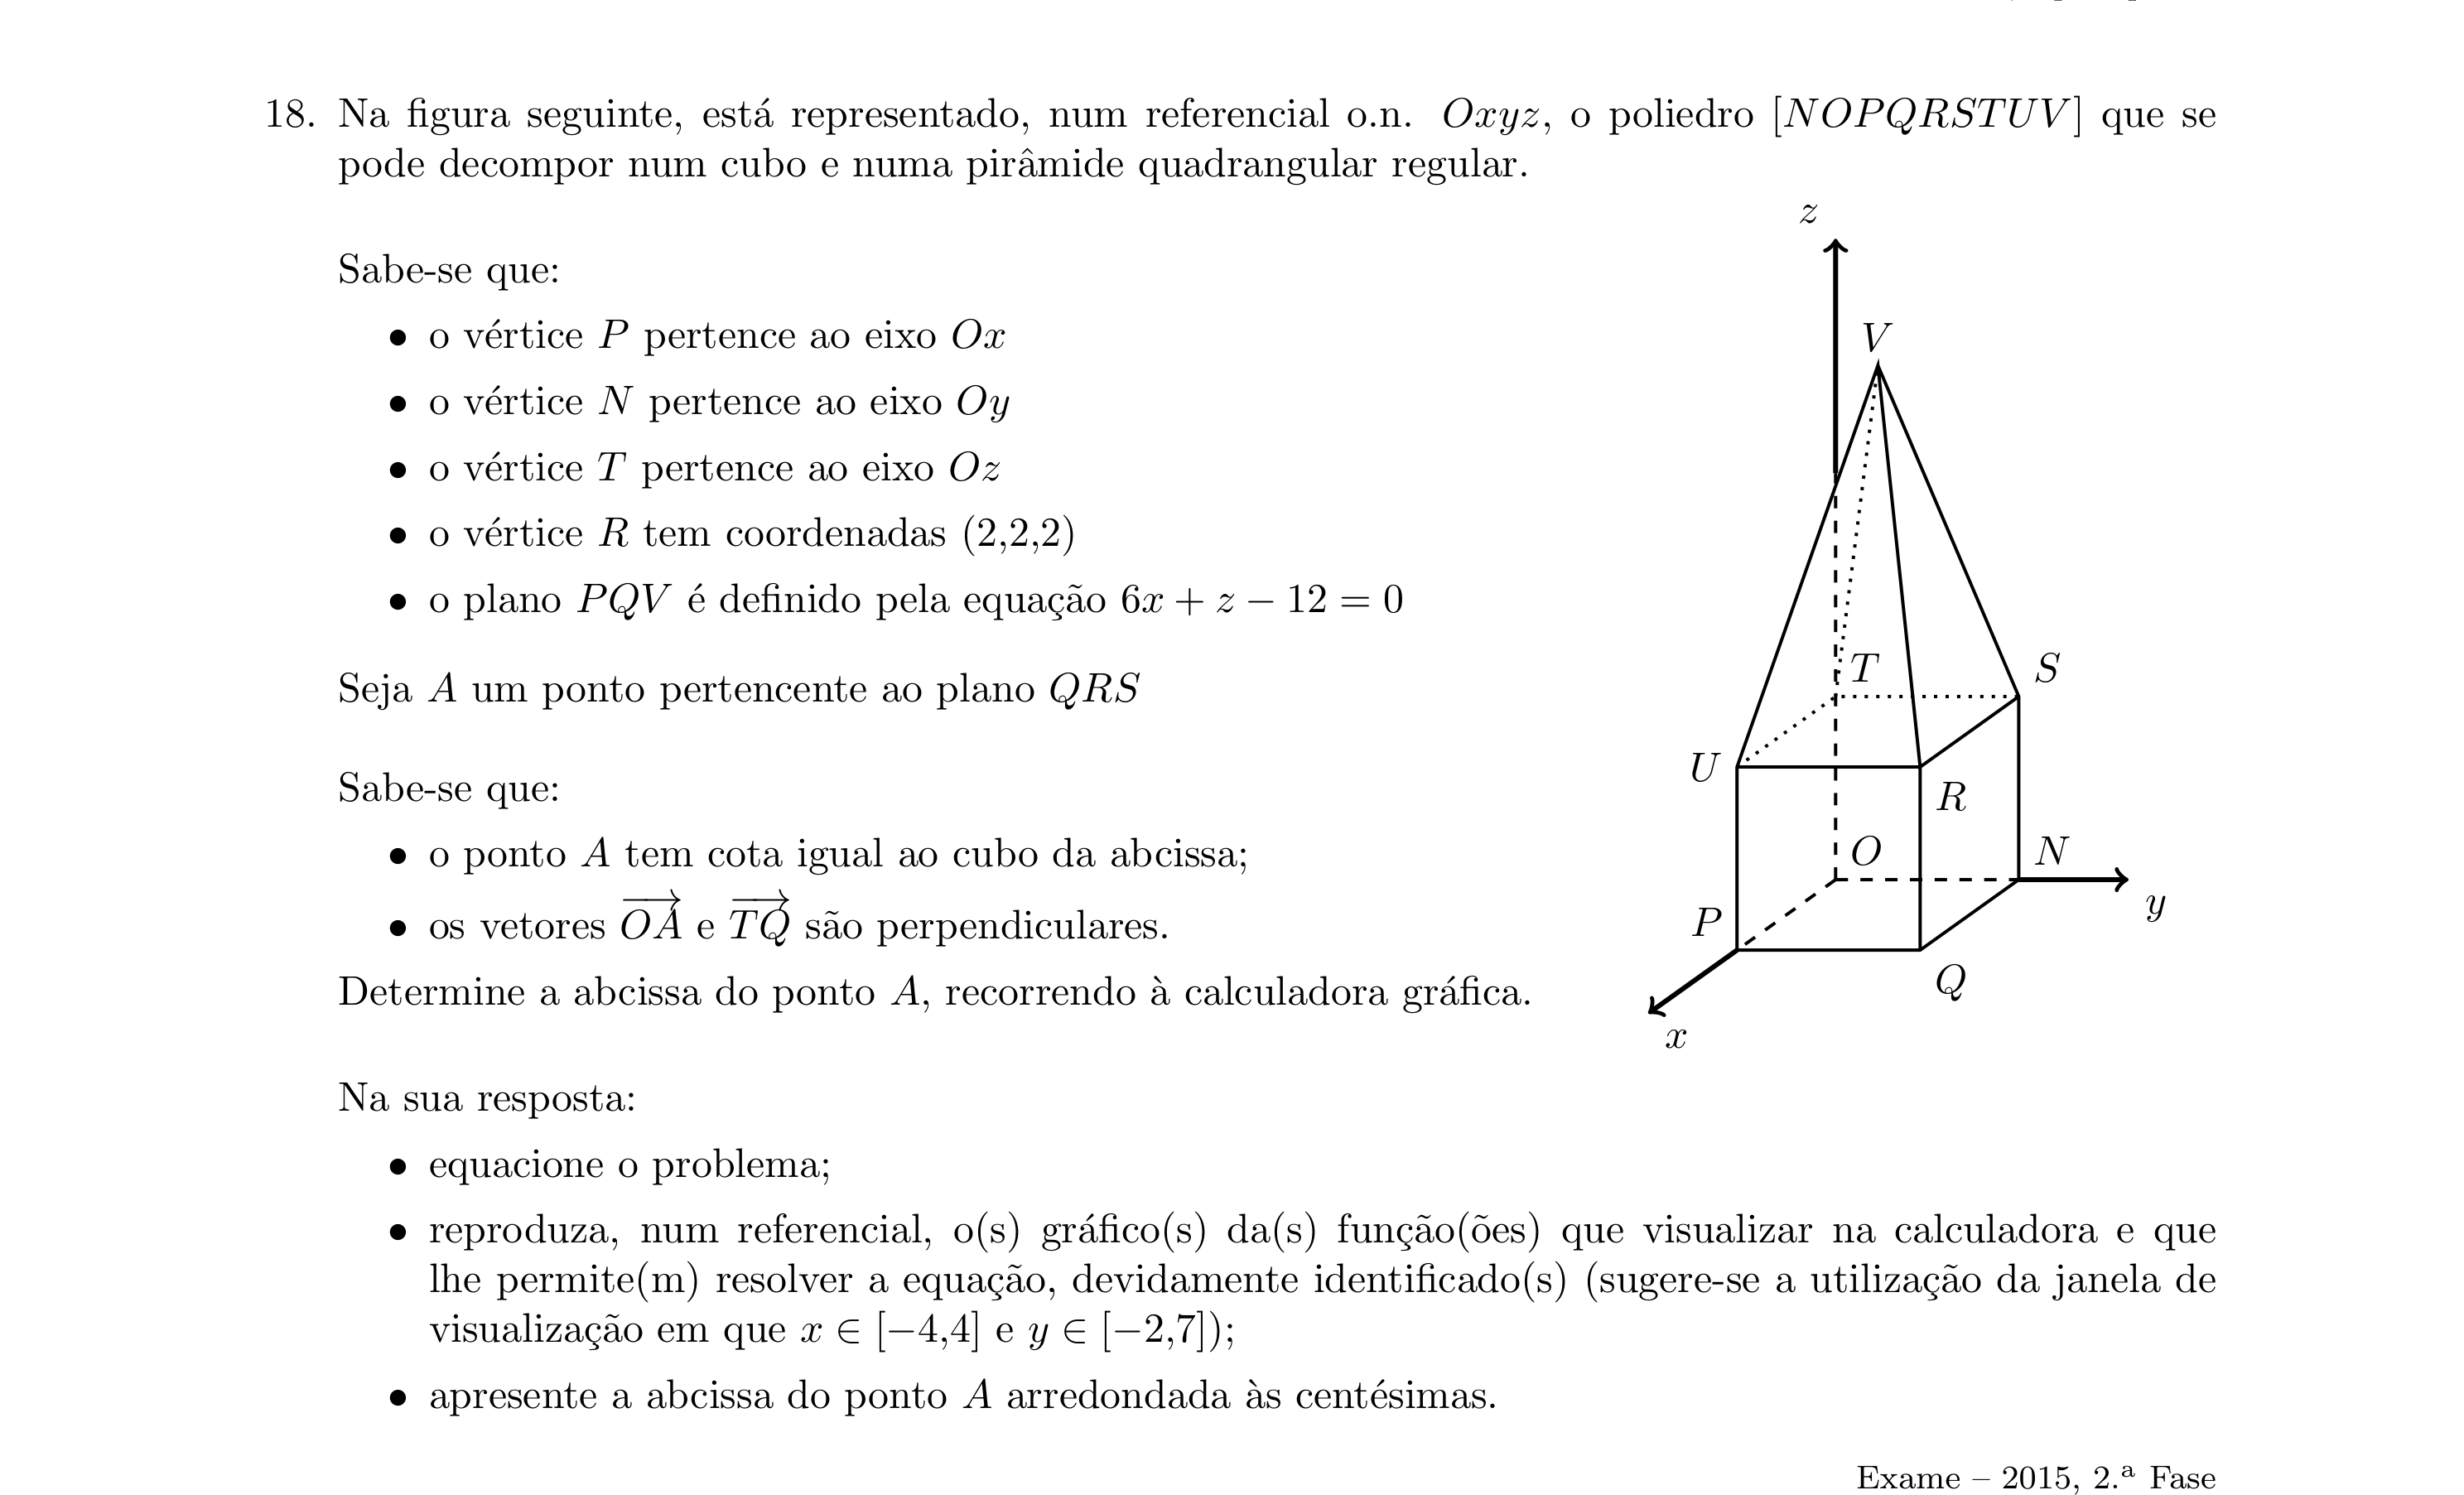 18. Na figura seguinte, está representado, num referencial o.n. Oxyz, o poliedro [NOPQRSTUV] que se
pode decompor num cubo e numa pirâmide quadrangular regular.
Sabe-se que:
• o vértice P pertence ao eixo Ox
• o vértice N pertence ao eixo Oy
• o vértice T pertence ao eixo Oz
• o vértice R tem coordenadas (2,2,2)
• o plano PQV é definido pela equação 6x + z − 12 = 0
Seja A um ponto pertencente ao plano QRS
Sabe-se que:
• o ponto A tem cota igual ao cubo da abcissa;
• os vetores $\overrightarrow{OA}$ e $\overrightarrow{TQ}$ são perpendiculares.
Determine a abcissa do ponto A, recorrendo à calculadora gráfica.
z
V
T
S
U
R
O
N
y
P
Q
x
Na sua resposta:
• equacione o problema;
• reproduza, num referencial, o(s) gráfico(s) da(s) função(ões) que visualizar na calculadora e que
lhe permite(m) resolver a equação, devidamente identificado(s) (sugere-se a utilização da janela de
visualização em que x ∈ [−4,4] e y ∈ [−2,7]);
• apresente a abcissa do ponto A arredondada às centésimas.
Exame – 2015, 2.ª Fase